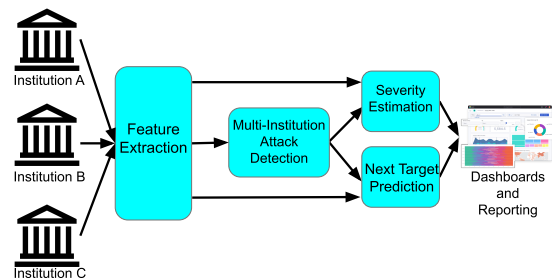 Institution A
Institution B
Institution C
Feature
Extraction
Multi-Institution
Attack
Detection
Severity
Estimation
Next Target
Prediction
Dashboards
and
Reporting